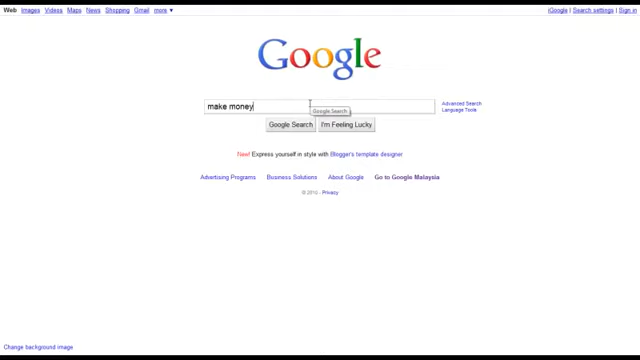 Web Images Videos Maps News Shopping Gmail more ▼ iGoogle | Search settings | Sign in
Google
make money
Google Search
Advanced Search
Language Tools
Google Search I'm Feeling Lucky
New! Express yourself in style with Blogger's template designer
Advertising Programs Business Solutions About Google Go to Google Malaysia
© 2010 - Privacy
Change background image